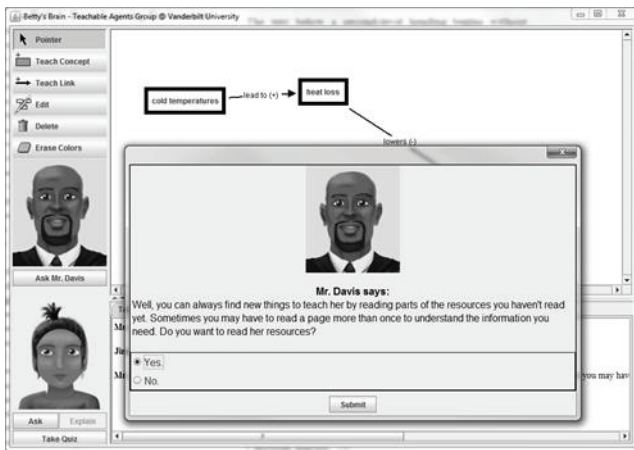 Betty's Brain - Teachable Agents Group @ Vanderbilt University
Pointer
Teach Concept
Teach Link
Edit
Delete
Erase Colors
Ask Mr. Davis
Ask
Explain
Take Quiz
cold temperatures
lead to (+)
heat loss
lowers (-)
Mr. Davis says:
Well, you can always find new things to teach her by reading parts of the resources you haven't read
yet. Sometimes you may have to read a page more than once to understand the information you
need. Do you want to read her resources?
Yes.
No.
Submit
you may hav